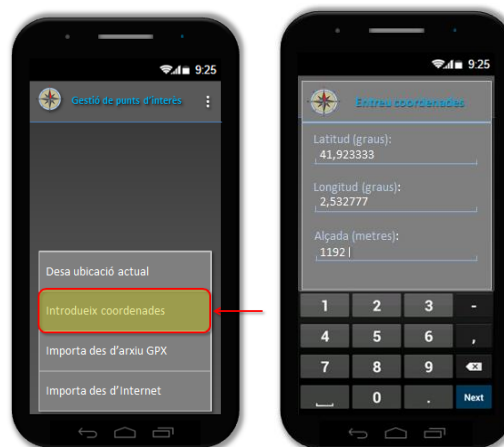 9:25
Gestió de punts d'interès
Desa ubicació actual
Introdueix coordenades
Importa des d'arxiu GPX
Importa des d'Internet
9:25
Entreu coordenades
Latitud (graus):
41,923333
Longitud (graus):
2,532777
Alçada (metres):
1192
1 2 3 -
4 5 6 ,
7 8 9
0 . Next